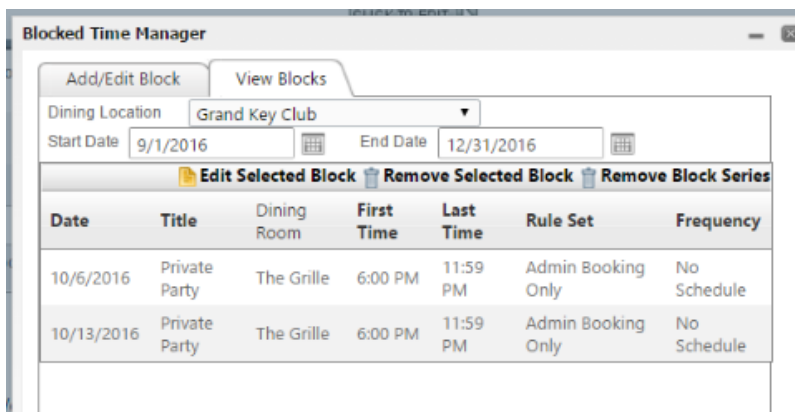 Click to Edit
Blocked Time Manager
Add/Edit Block View Blocks
Dining Location Grand Key Club
Start Date 9/1/2016 End Date 12/31/2016
Edit Selected Block Remove Selected Block Remove Block Series
Date Title Dining Room First Time Last Time Rule Set Frequency
10/6/2016 Private Party The Grille 6:00 PM 11:59 PM Admin Booking Only No Schedule
10/13/2016 Private Party The Grille 6:00 PM 11:59 PM Admin Booking Only No Schedule